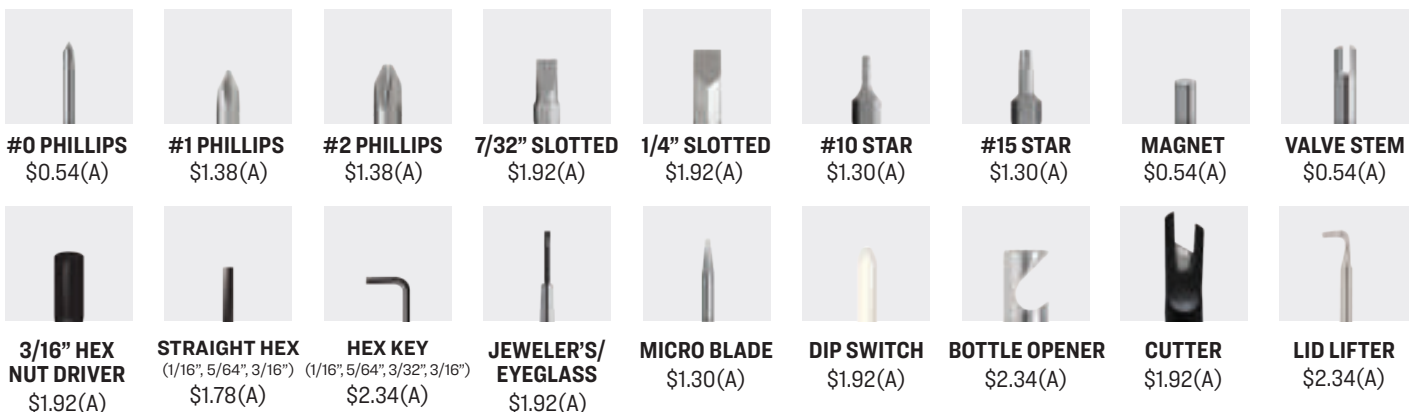 #0 PHILLIPS
$0.54(A)
#1 PHILLIPS
$1.38(A)
#2 PHILLIPS
$1.38(A)
7/32” SLOTTED
$1.92(A)
1/4” SLOTTED
$1.92(A)
#10 STAR
$1.30(A)
#15 STAR
$1.30(A)
MAGNET
$0.54(A)
VALVE STEM
$0.54(A)
3/16” HEX
NUT DRIVER
$1.92(A)
STRAIGHT HEX
(1/16”, 5/64”, 3/16”)
$1.78(A)
HEX KEY
(1/16”, 5/64”, 3/32”, 3/16”)
$2.34(A)
JEWELER’S/
EYEGLASS
$1.92(A)
MICRO BLADE
$1.30(A)
DIP SWITCH
$1.92(A)
BOTTLE OPENER
$2.34(A)
CUTTER
$1.92(A)
LID LIFTER
$2.34(A)